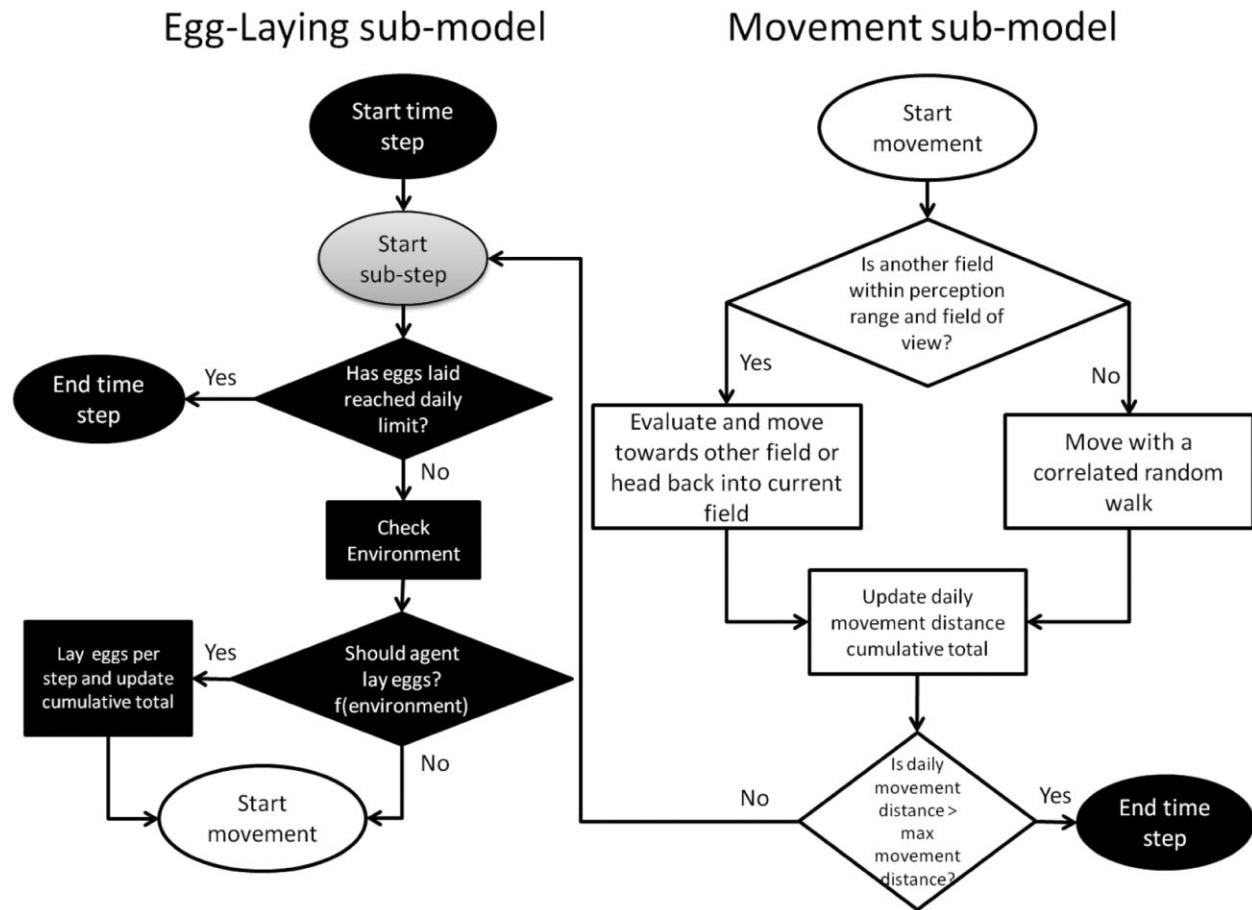 Egg-Laying sub-model
Start time
step
Start
sub-step
Has eggs laid
reached daily
limit?
Yes
End time
step
No
Check
Environment
Should agent
lay eggs?
f(environment)
Yes
Lay eggs per
step and update
cumulative total
No
Start
movement
Movement sub-model
Start
movement
Is another field
within perception
range and field of
view?
Yes
No
Evaluate and move
towards other field or
head back into current
field
Move with a
correlated random
walk
Update daily
movement distance
cumulative total
Is daily
movement
distance >
max
movement
distance?
No
Yes
End time
step